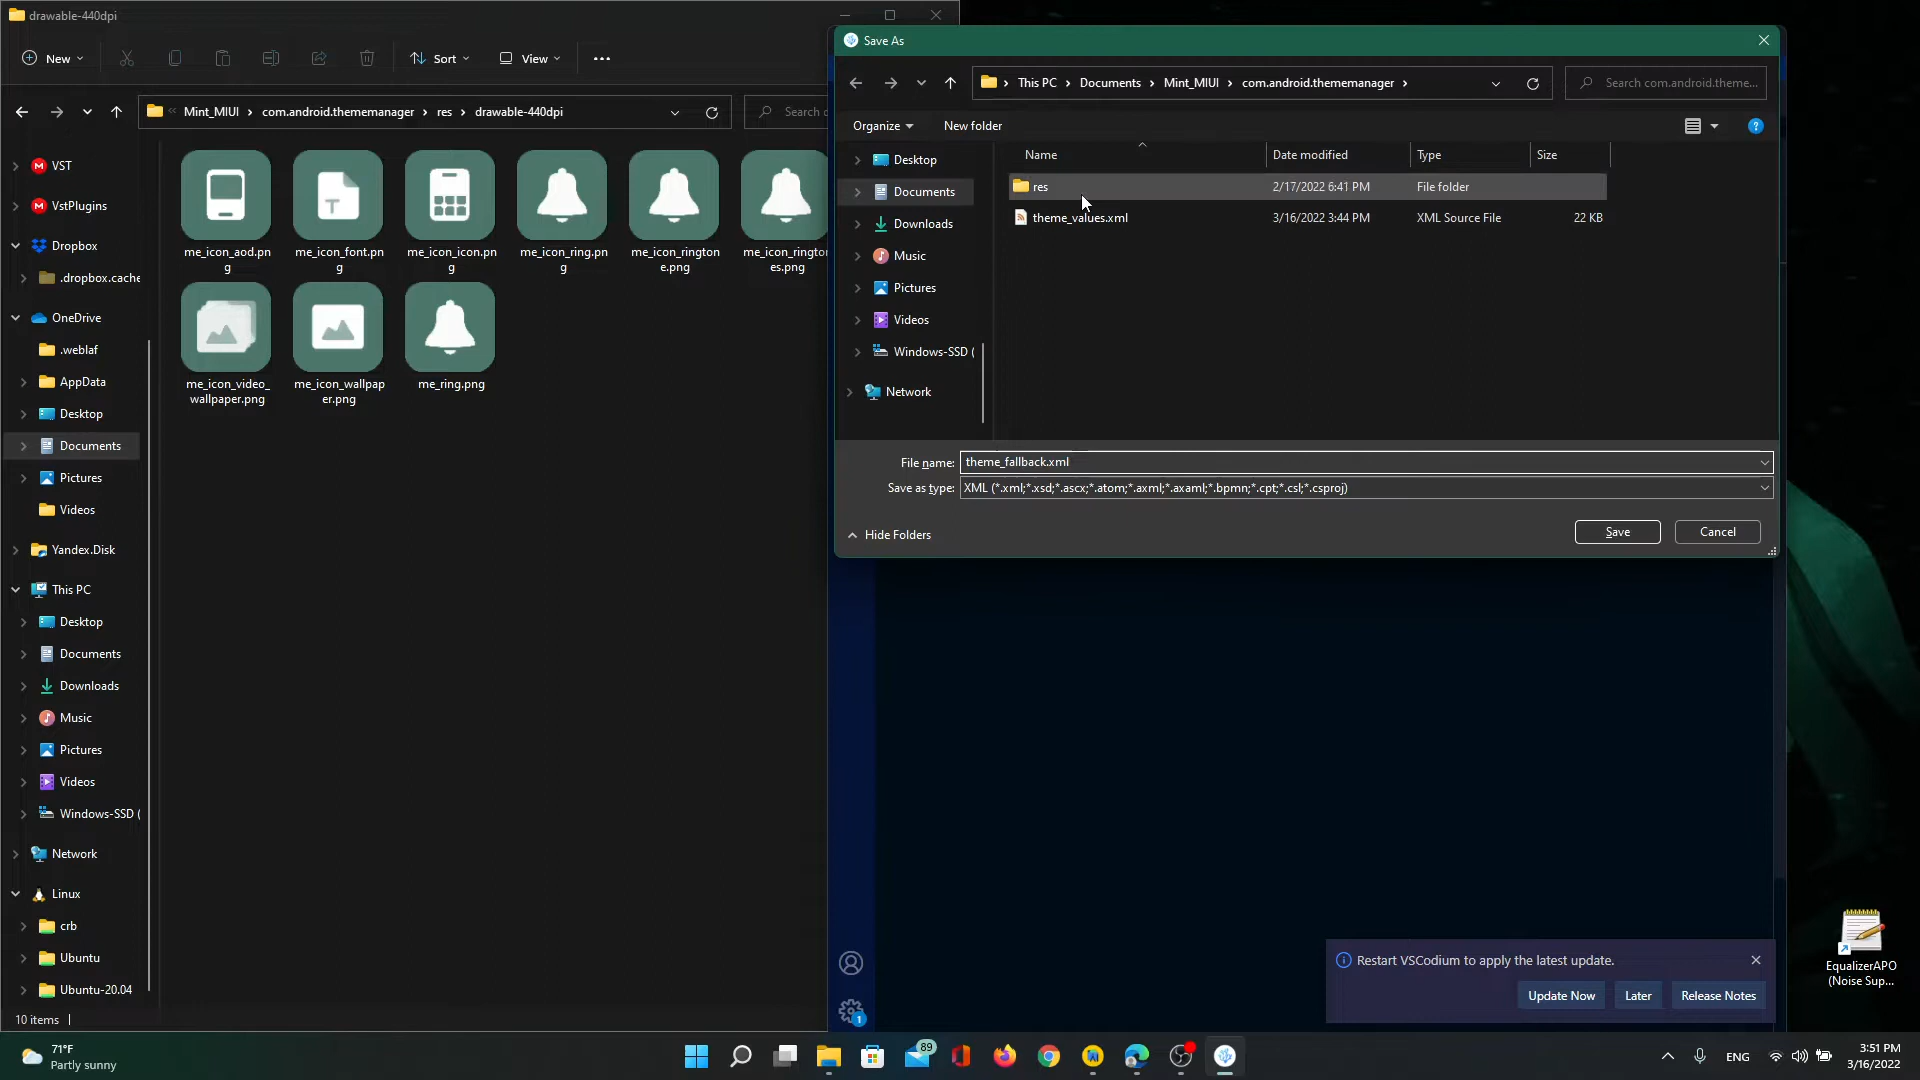 drawable-440dpi
New
Sort
View
Mint_MIUI
com.android.thememanager
res
drawable-440dpi
Search
VST
VstPlugins
Dropbox
.dropbox.cache
OneDrive
.weblaf
AppData
Desktop
Documents
Pictures
Videos
Yandex.Disk
This PC
Desktop
Documents
Downloads
Music
Pictures
Videos
Windows-SSD (
Network
Linux
crb
Ubuntu
Ubuntu-20.04
me_icon_aod.pn
g
me_icon_font.pn
g
me_icon_icon.pn
g
me_icon_ring.pn
g
me_icon_rington
e.png
me_icon_rington
es.png
me_icon_video_
wallpaper.png
me_icon_wallpap
er.png
me_ring.png
10 items
Save As
This PC
Documents
Mint_MIUI
com.android.thememanager
Search com.android.theme...
Organize
New folder
Desktop
Documents
Downloads
Music
Pictures
Videos
Windows-SSD (
Network
Name
Date modified
Type
Size
res
2/17/2022 6:41 PM
File folder
theme_values.xml
3/16/2022 3:44 PM
XML Source File
22 KB
File name:
theme_fallback.xml
Save as type:
XML (*.xml;*.xsd;*.ascx;*.atom;*.axml;*.axaml;*.bpmn;*.cpt;*.csl;*.csproj)
Hide Folders
Save
Cancel
Restart VSCodium to apply the latest update.
Update Now
Later
Release Notes
1
EqualizerAPO
(Noise Sup...
71°F
Partly sunny
89
ENG
3:51 PM
3/16/2022